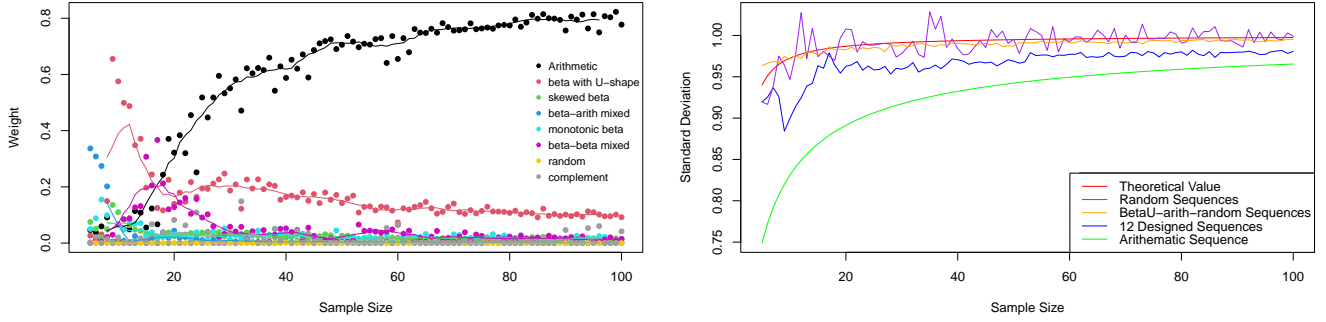 0.8
0.6
0.4
0.2
0.0
Weight
20
40
60
80
100
Sample Size
Arithmetic
beta with U-shape
skewed beta
beta-arith mixed
monotonic beta
beta-beta mixed
random
complement
1.00
0.95
0.90
0.85
0.80
0.75
Standard Deviation
20
40
60
80
100
Sample Size
Theoretical Value
Random Sequences
BetaU-arith-random Sequences
12 Designed Sequences
Arithematic Sequence